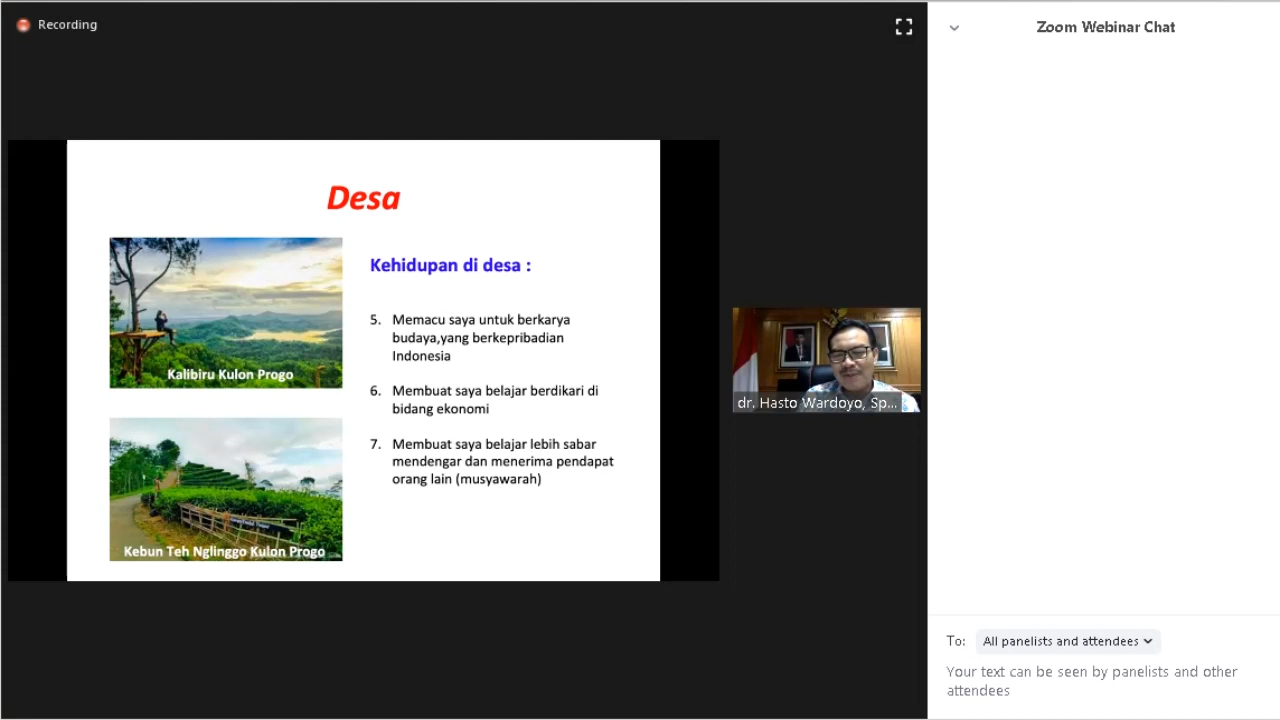 Recording
Zoom Webinar Chat
Desa
Kehidupan di desa :
5. Memacu saya untuk berkarya
budaya,yang berkepribadian
Indonesia
6. Membuat saya belajar berdikari di
bidang ekonomi
7. Membuat saya belajar lebih sabar
mendengar dan menerima pendapat
orang lain (musyawarah)
Kalibiru Kulon Progo
Kebun Teh Nglinggo Kulon Progo
dr. Hasto Wardoyo, Sp...
To: All panelists and attendees
Your text can be seen by panelists and other
attendees